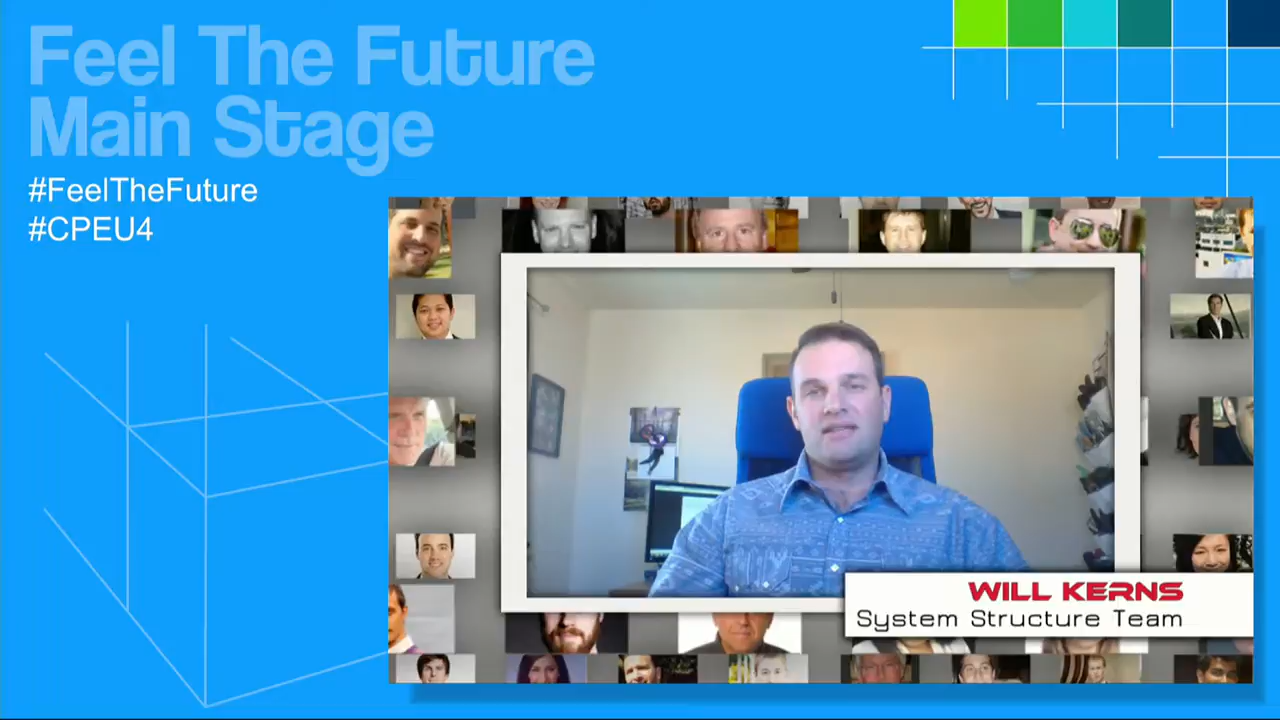 Feel The Future
Main Stage
#FeelTheFuture
#CPEU4
WILL KERNS
System Structure Team